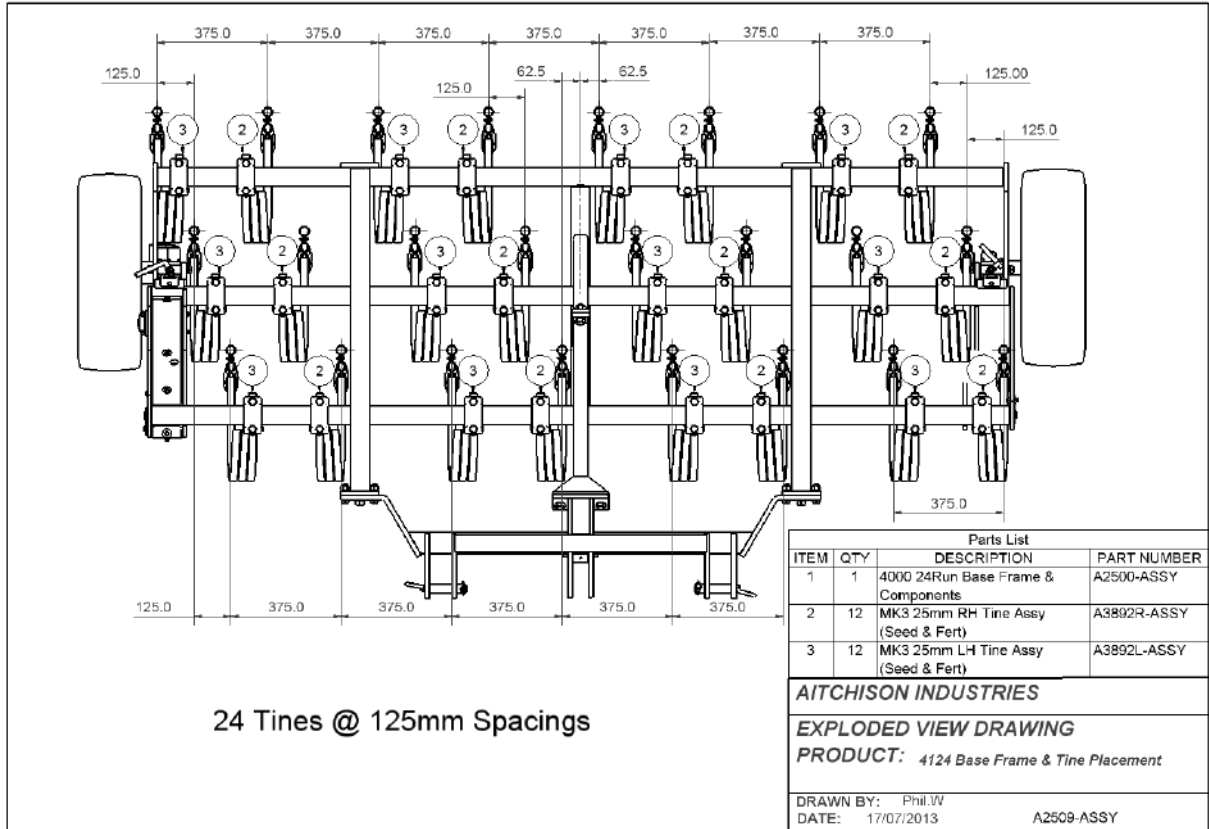 375.0 375.0 375.0 375.0 375.0 375.0 375.0
125.0 62.5 62.5 125.00
125.0 125.0
3 2 3 2 3 2 3 2
3 2 3 2 3 2 3 2
3 2 3 2 3 2 3 2
375.0
125.0 375.0 375.0 375.0 375.0 375.0
24 Tines @ 125mm Spacings
Parts List
ITEM QTY DESCRIPTION PART NUMBER
1 1 4000 24Run Base Frame & A2500-ASSY
Components
2 12 MK3 25mm RH Tine Assy A3892R-ASSY
(Seed & Fert)
3 12 MK3 25mm LH Tine Assy A3892L-ASSY
(Seed & Fert)
AITCHISON INDUSTRIES
EXPLODED VIEW DRAWING
PRODUCT: 4124 Base Frame & Tine Placement
DRAWN BY: Phil.W
DATE: 17/07/2013 A2509-ASSY